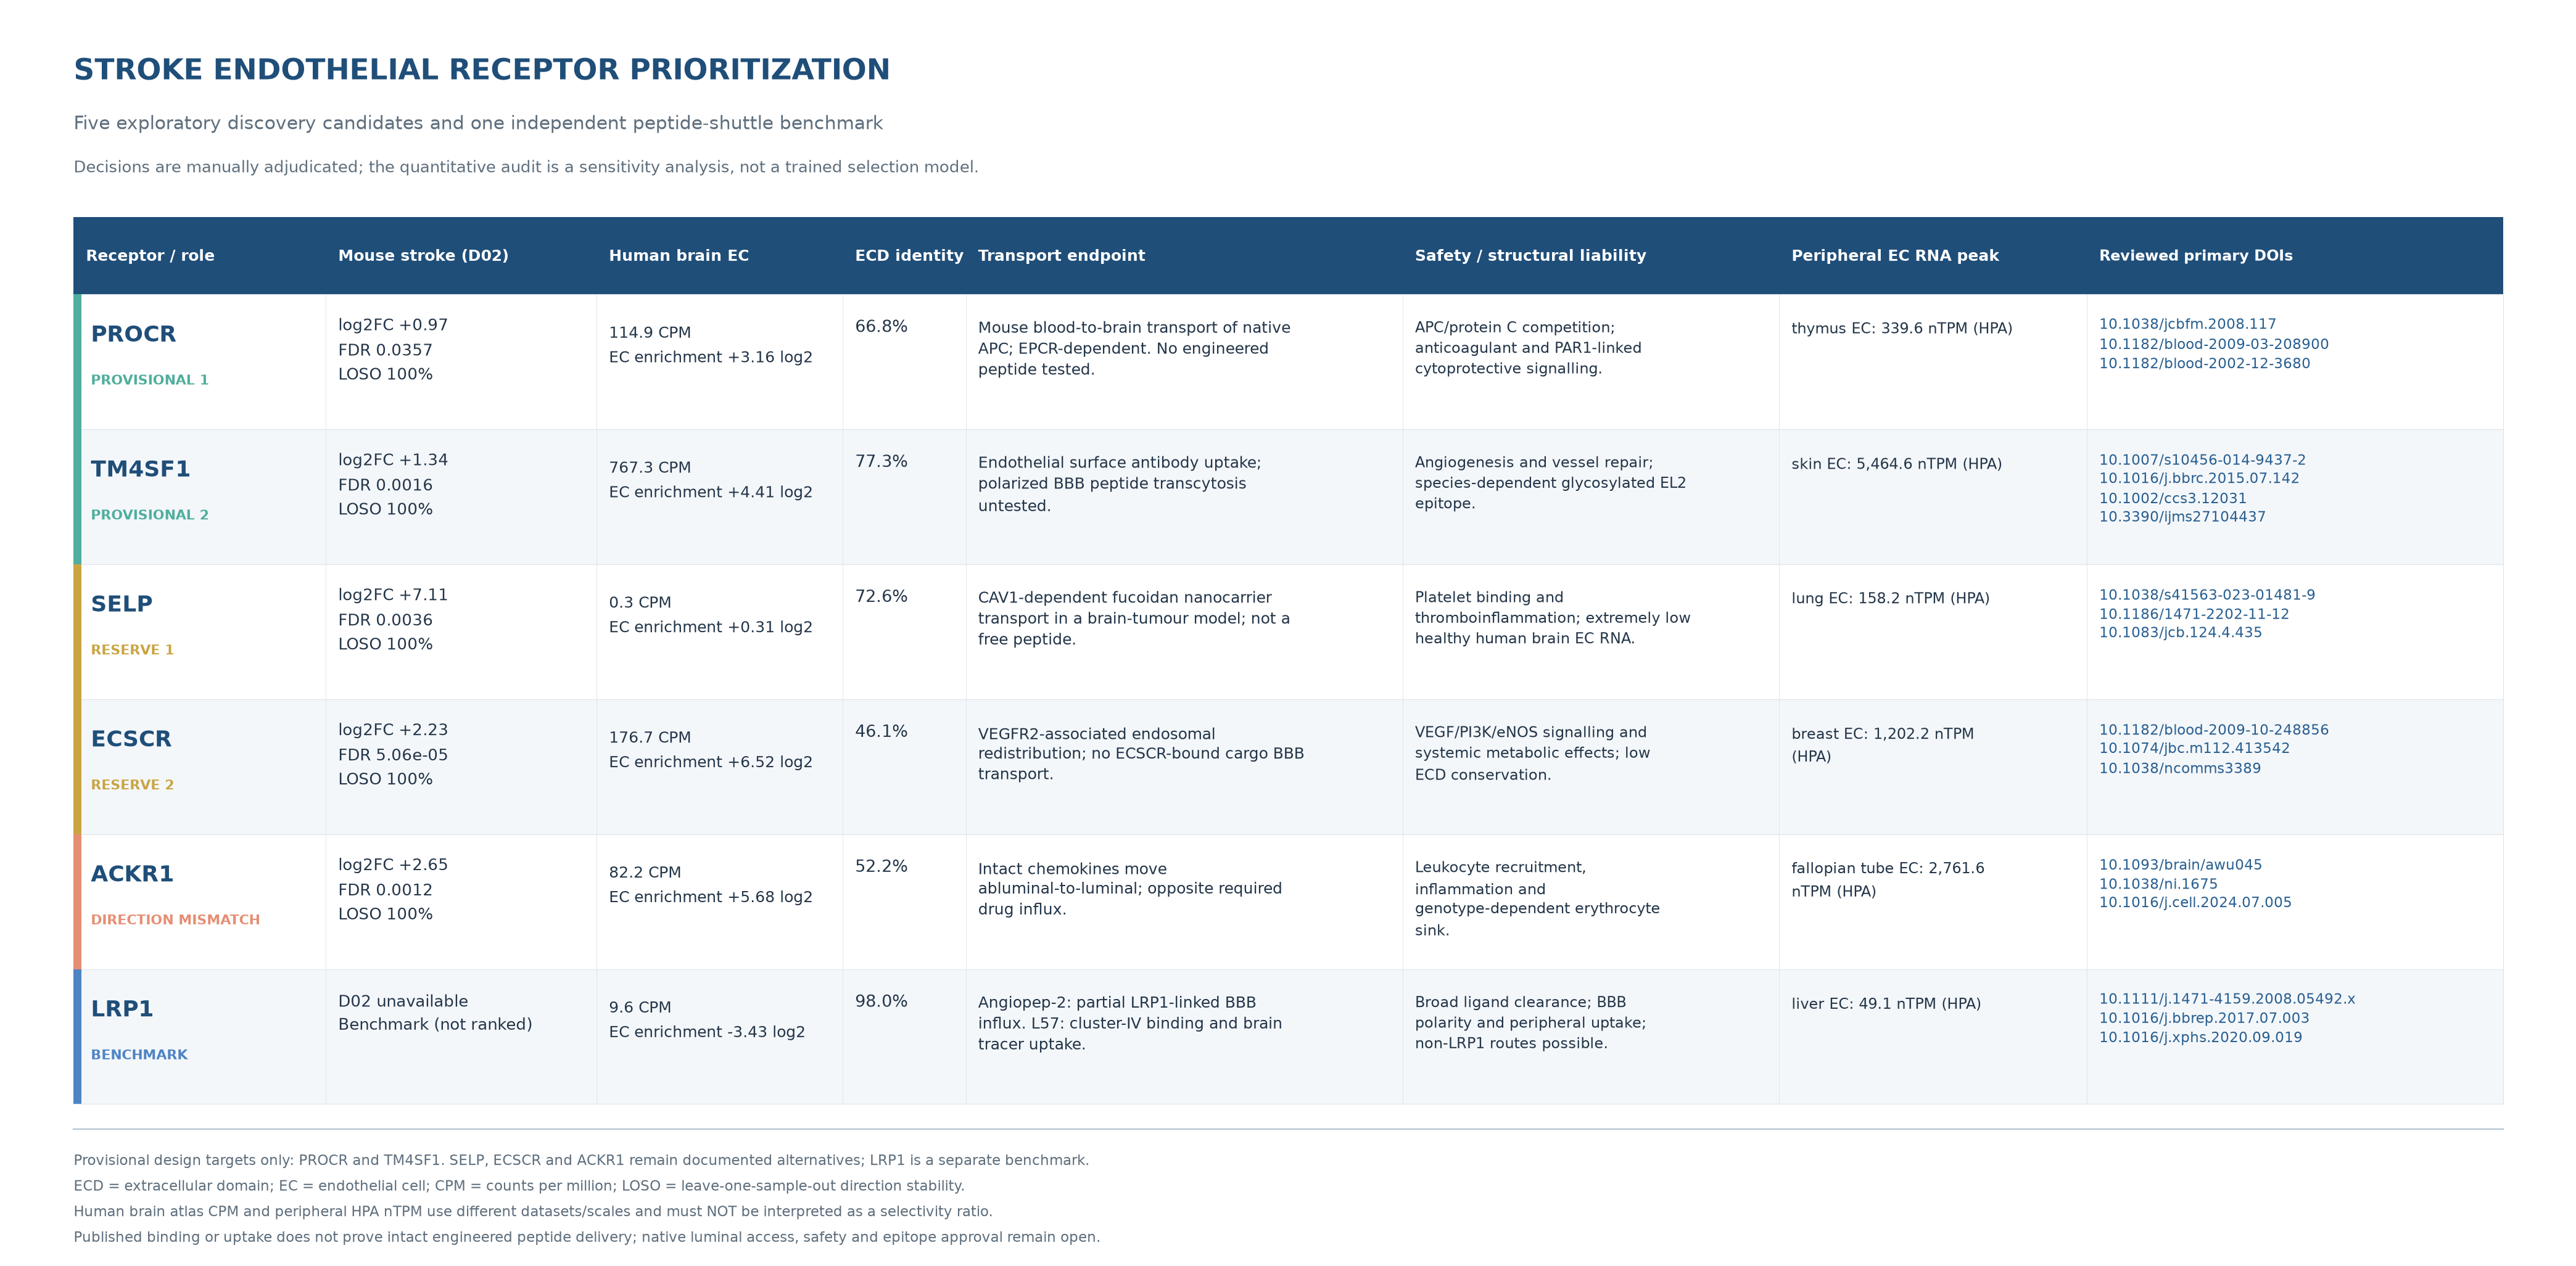 STROKE ENDOTHELIAL RECEPTOR PRIORITIZATION
Five exploratory discovery candidates and one independent peptide-shuttle benchmark
Decisions are manually adjudicated; the quantitative audit is a sensitivity analysis, not a trained selection model.
Receptor / role
Mouse stroke (D02)
Human brain EC
ECD identity
Transport endpoint
Safety / structural liability
Peripheral EC RNA peak
Reviewed primary DOIs
PROCR
PROVISIONAL 1
log2FC +0.97
FDR 0.0357
LOSO 100%
114.9 CPM
EC enrichment +3.16 log2
66.8%
Mouse blood-to-brain transport of native
APC; EPCR-dependent. No engineered
peptide tested.
APC/protein C competition;
anticoagulant and PAR1-linked
cytoprotective signalling.
thymus EC: 339.6 nTPM (HPA)
10.1038/jcbfm.2008.117
10.1182/blood-2009-03-208900
10.1182/blood-2002-12-3680
TM4SF1
PROVISIONAL 2
log2FC +1.34
FDR 0.0016
LOSO 100%
767.3 CPM
EC enrichment +4.41 log2
77.3%
Endothelial surface antibody uptake;
polarized BBB peptide transcytosis
untested.
Angiogenesis and vessel repair;
species-dependent glycosylated EL2
epitope.
skin EC: 5,464.6 nTPM (HPA)
10.1007/s10456-014-9437-2
10.1016/j.bbrc.2015.07.142
10.1002/ccs3.12031
10.3390/ijms27104437
SELP
RESERVE 1
log2FC +7.11
FDR 0.0036
LOSO 100%
0.3 CPM
EC enrichment +0.31 log2
72.6%
CAV1-dependent fucoidan nanocarrier
transport in a brain-tumour model; not a
free peptide.
Platelet binding and
thromboinflammation; extremely low
healthy human brain EC RNA.
lung EC: 158.2 nTPM (HPA)
10.1038/s41563-023-01481-9
10.1186/1471-2202-11-12
10.1083/jcb.124.4.435
ECSCR
RESERVE 2
log2FC +2.23
FDR 5.06e-05
LOSO 100%
176.7 CPM
EC enrichment +6.52 log2
46.1%
VEGFR2-associated endosomal
redistribution; no ECSCR-bound cargo BBB
transport.
VEGF/PI3K/eNOS signalling and
systemic metabolic effects; low
ECD conservation.
breast EC: 1,202.2 nTPM
(HPA)
10.1182/blood-2009-10-248856
10.1074/jbc.m112.413542
10.1038/ncomms3389
ACKR1
DIRECTION MISMATCH
log2FC +2.65
FDR 0.0012
LOSO 100%
82.2 CPM
EC enrichment +5.68 log2
52.2%
Intact chemokines move
abluminal-to-luminal; opposite required
drug influx.
Leukocyte recruitment,
inflammation and
genotype-dependent erythrocyte
sink.
fallopian tube EC: 2,761.6
nTPM (HPA)
10.1093/brain/awu045
10.1038/ni.1675
10.1016/j.cell.2024.07.005
LRP1
BENCHMARK
D02 unavailable
Benchmark (not ranked)
9.6 CPM
EC enrichment -3.43 log2
98.0%
Angiopep-2: partial LRP1-linked BBB
influx. L57: cluster-IV binding and brain
tracer uptake.
Broad ligand clearance; BBB
polarity and peripheral uptake;
non-LRP1 routes possible.
liver EC: 49.1 nTPM (HPA)
10.1111/j.1471-4159.2008.05492.x
10.1016/j.bbrep.2017.07.003
10.1016/j.xphs.2020.09.019
Provisional design targets only: PROCR and TM4SF1. SELP, ECSCR and ACKR1 remain documented alternatives; LRP1 is a separate benchmark.
ECD = extracellular domain; EC = endothelial cell; CPM = counts per million; LOSO = leave-one-sample-out direction stability.
Human brain atlas CPM and peripheral HPA nTPM use different datasets/scales and must NOT be interpreted as a selectivity ratio.
Published binding or uptake does not prove intact engineered peptide delivery; native luminal access, safety and epitope approval remain open.